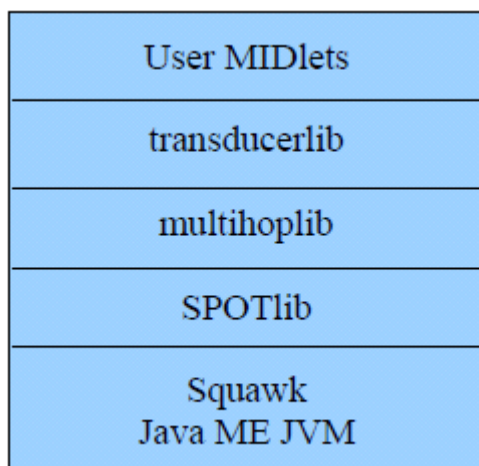 User MIDlets
transducerlib
multihoplib
SPOTlib
Squawk
Java ME JVM